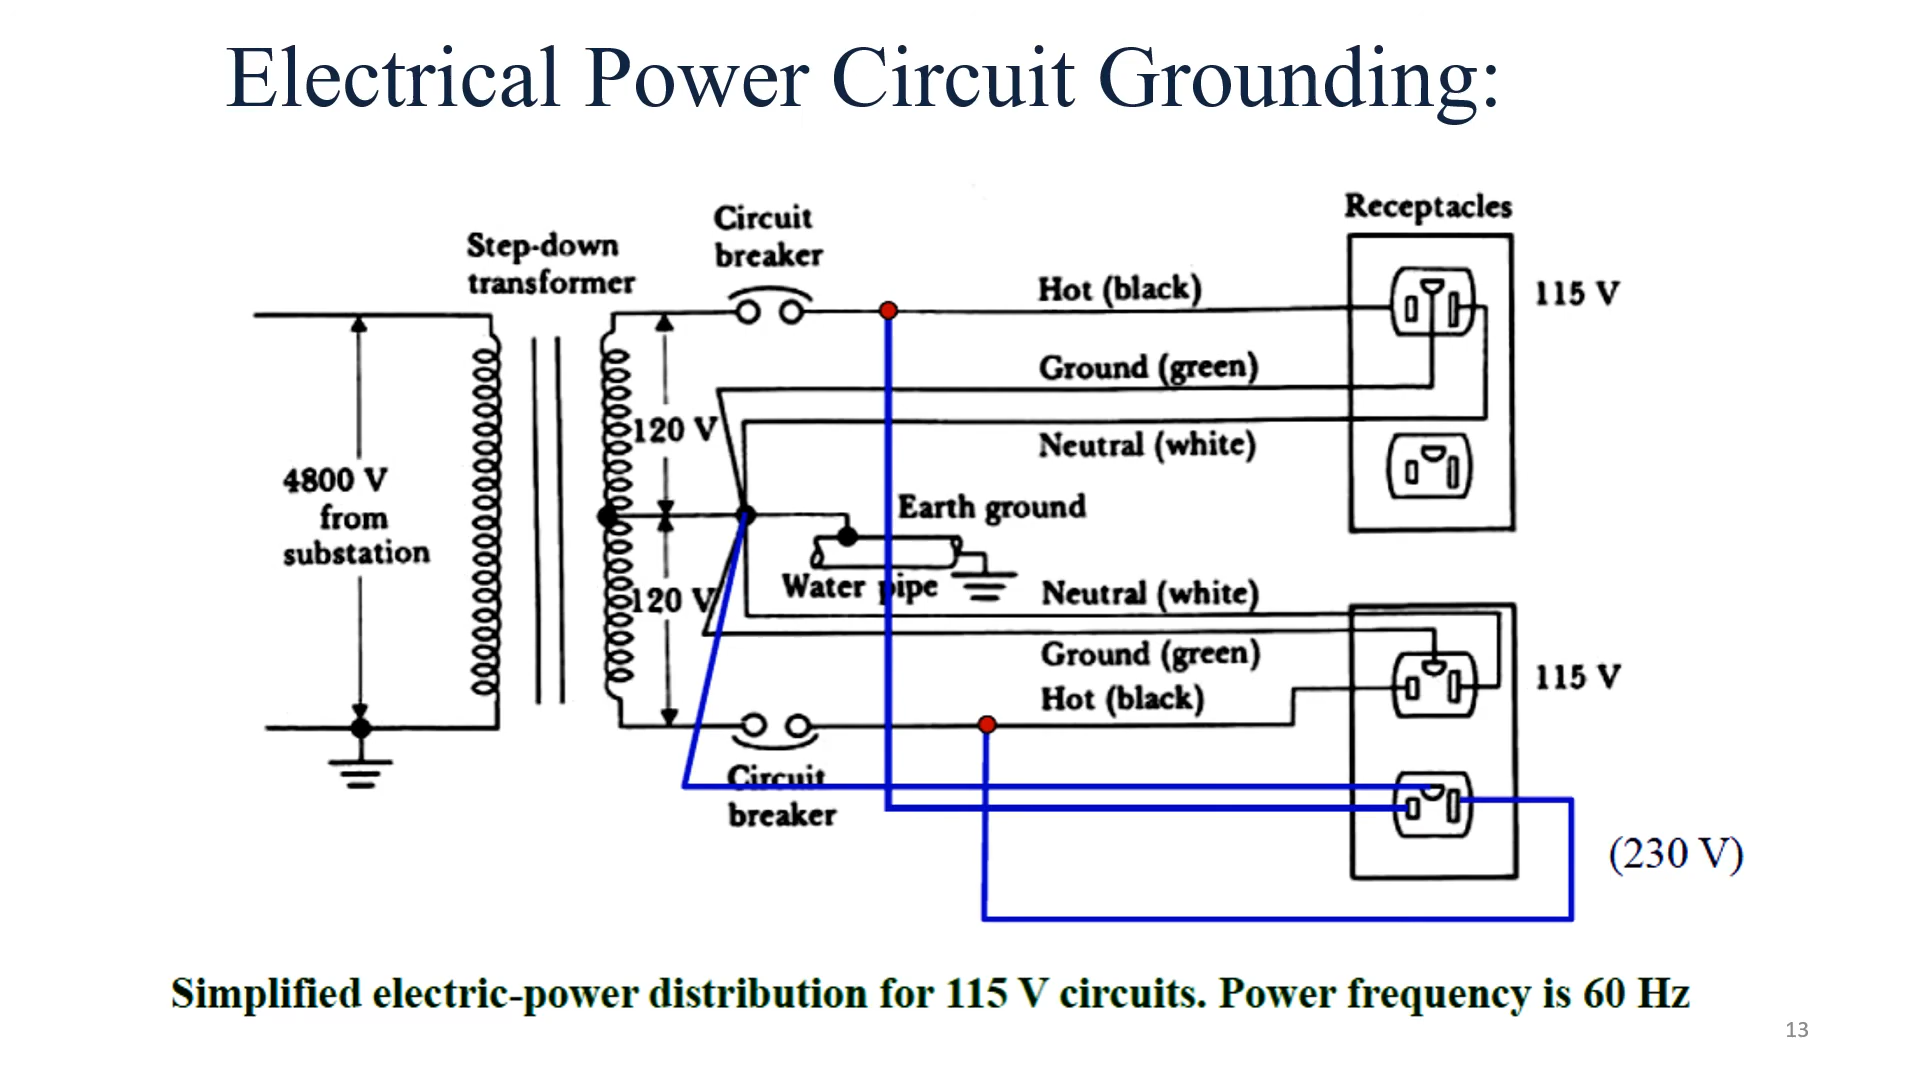 Electrical Power Circuit Grounding:
Receptacles
Circuit
breaker
Step-down
transformer
Hot (black)
115 V
Ground (green)
120 V
Neutral (white)
4800 V
from
substation
Earth ground
Water pipe
Neutral (white)
120 V
Ground (green)
115 V
Hot (black)
Circuit
breaker
(230 V)
Simplified electric-power distribution for 115 V circuits. Power frequency is 60 Hz
13